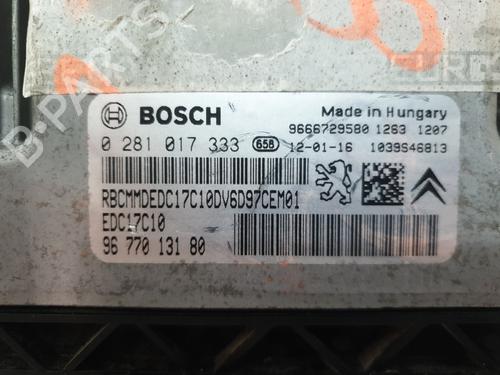 BOSCH
Made in Hungary
9666729580 1263 1207
0 281 017 333 658
12-01-16 1039S46813
RBCMMDEDC17C10DV6D97CEM01
EDC17C10
96 770 131 80
B-PARTS